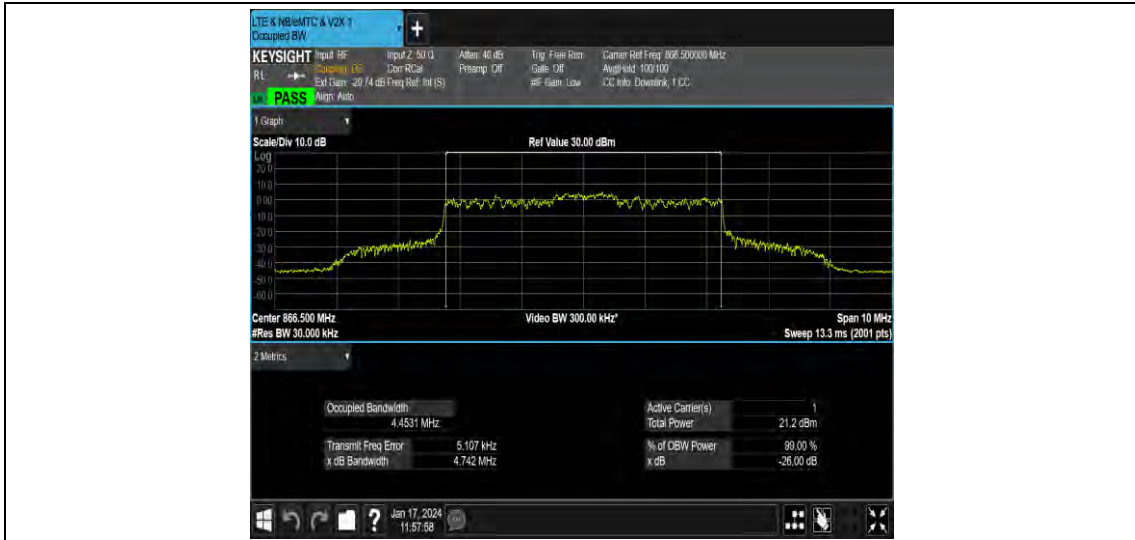 LTE & NB/eMTC & V2X 1
Occupied BW
KEYSIGHT Input: RF Input Z: 50 Ω Atten: 40 dB Trig: Free Run Carrier Ref Freq: 866.500000 MHz
RL Coupling: DC Corr RCal Preamp: Off Gate: Off Avg|Hold: 100/100
Ext Gain: -20.74 dB Freq Ref: Int (S) #IF Gain: Low CC Info: Downlink, 1 CC
PASS Align: Auto
1 Graph
Scale/Div 10.0 dB Ref Value 30.00 dBm
Log
20.0
10.0
0.00
-10.0
-20.0
-30.0
-40.0
-50.0
-60.0
Center 866.500 MHz Video BW 300.00 kHz* Span 10 MHz
#Res BW 30.000 kHz Sweep 13.3 ms (2001 pts)
2 Metrics
Occupied Bandwidth
4.4531 MHz
Active Carrier(s) 1
Total Power 21.2 dBm
Transmit Freq Error 5.107 kHz % of OBW Power 99.00 %
x dB Bandwidth 4.742 MHz x dB -26.00 dB
? Jan 17, 2024
11:57:58